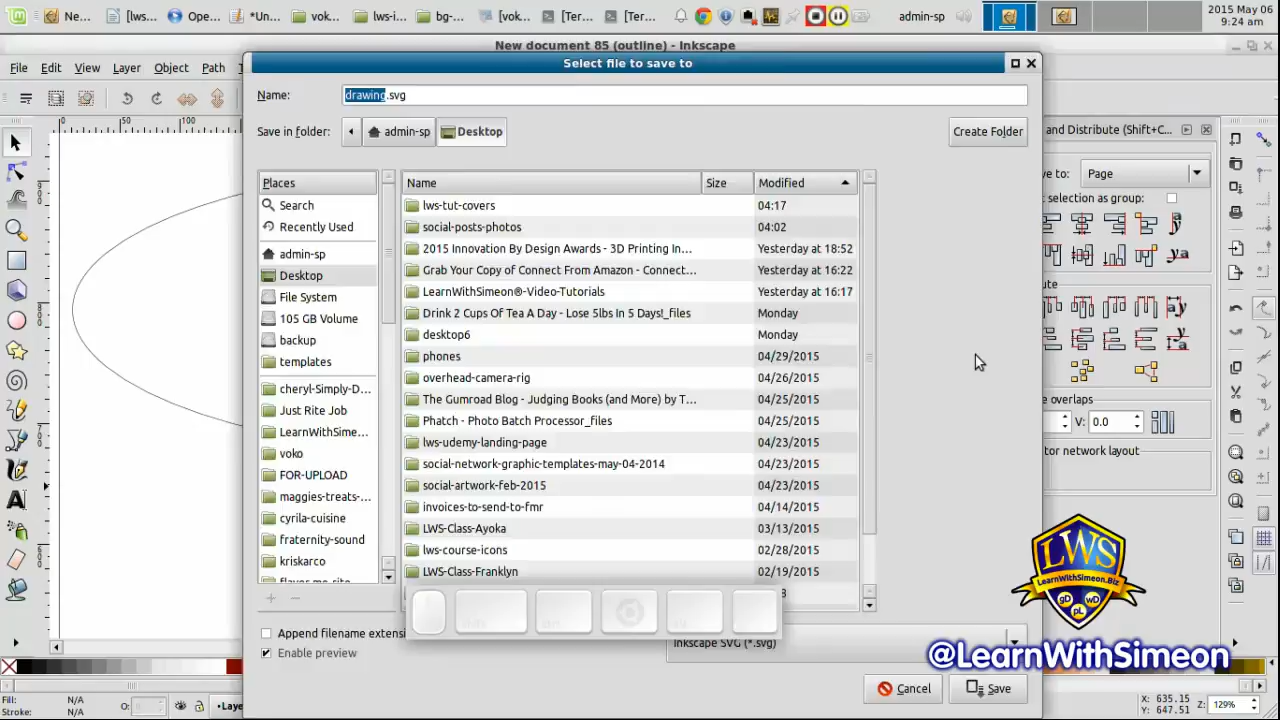 Ne...
[lws...
Ope...
*Un...
vok...
lws-i...
bg-...
[vok...
[Ter...
[Ter...
admin-sp
2015 May 06
9:24 am
New document 85 (outline) - Inkscape
File Edit View Layer Object Path
Select file to save to
Name: drawing.svg
Save in folder: admin-sp Desktop Create Folder
and Distribute (Shift+C...
ve to: Page
selection as group:
ute
e overlaps
V: 0.0
tor network layout
Places
Search
Recently Used
admin-sp
Desktop
File System
105 GB Volume
backup
templates
cheryl-Simply-D...
Just Rite Job
LearnWithSime...
voko
FOR-UPLOAD
maggies-treats-...
cyrila-cuisine
fraternity-sound
kriskarco
Name Size Modified
lws-tut-covers 04:17
social-posts-photos 04:02
2015 Innovation By Design Awards - 3D Printing In... Yesterday at 18:52
Grab Your Copy of Connect From Amazon - Connect... Yesterday at 16:22
LearnWithSimeon®-Video-Tutorials Yesterday at 16:17
Drink 2 Cups Of Tea A Day - Lose 5lbs In 5 Days!_files Monday
desktop6 Monday
phones 04/29/2015
overhead-camera-rig 04/26/2015
The Gumroad Blog - Judging Books (and More) by T... 04/25/2015
Phatch - Photo Batch Processor_files 04/25/2015
lws-udemy-landing-page 04/23/2015
social-network-graphic-templates-may-04-2014 04/23/2015
social-artwork-feb-2015 04/23/2015
invoices-to-send-to-fmr 04/14/2015
LWS-Class-Ayoka 03/13/2015
lws-course-icons 02/28/2015
LWS-Class-Franklyn 02/19/2015
Append filename extensi
Enable preview
Inkscape SVG (*.svg)
Cancel Save
LWS
LearnWithSimeon.Biz
gD wD
pL
@LearnWithSimeon
Fill: N/A
Stroke: N/A
O:
Laye
X: 635.15
Y: 647.51
Z: 129%
0 50 100